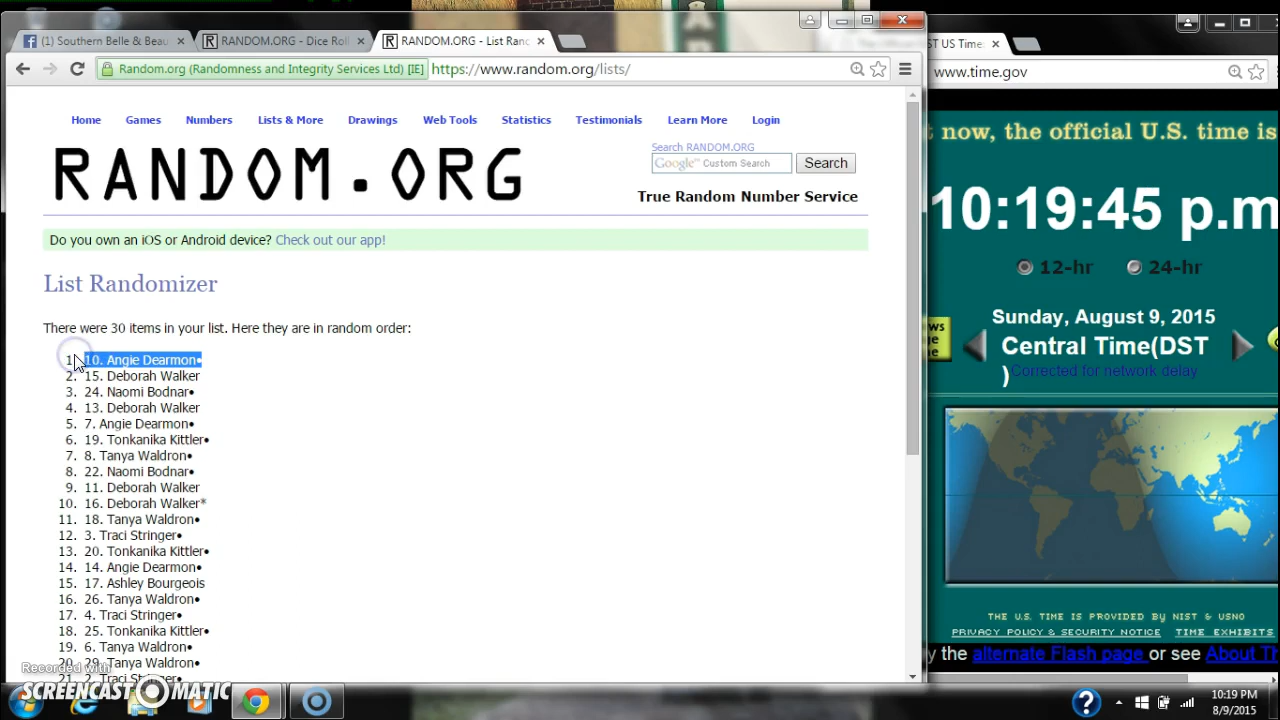 (1) Southern Belle & Beau
RANDOM.ORG - Dice Roll
RANDOM.ORG - List Ran
ST US Time:
Random.org (Randomness and Integrity Services Ltd) [IE]
https://www.random.org/lists/
www.time.gov
Home Games Numbers Lists & More Drawings Web Tools Statistics Testimonials Learn More Login
RANDOM.ORG
Search RANDOM.ORG
Google™ Custom Search
Search
True Random Number Service
Do you own an iOS or Android device? Check out our app!
List Randomizer
There were 30 items in your list. Here they are in random order:
1. 10. Angie Dearmon•
2. 15. Deborah Walker
3. 24. Naomi Bodnar•
4. 13. Deborah Walker
5. 7. Angie Dearmon•
6. 19. Tonkanika Kittler•
7. 8. Tanya Waldron•
8. 22. Naomi Bodnar•
9. 11. Deborah Walker
10. 16. Deborah Walker*
11. 18. Tanya Waldron•
12. 3. Traci Stringer•
13. 20. Tonkanika Kittler•
14. 14. Angie Dearmon•
15. 17. Ashley Bourgeois
16. 26. Tanya Waldron•
17. 4. Traci Stringer•
18. 25. Tonkanika Kittler•
19. 6. Tanya Waldron•
20. 29. Tanya Waldron•
21. 2. Traci Stringer•
t now, the official U.S. time is
10:19:45 p.m
12-hr
24-hr
Sunday, August 9, 2015
Central Time(DST
)
Corrected for network delay
THE U.S. TIME IS PROVIDED BY NIST & USNO
PRIVACY POLICY & SECURITY NOTICE TIME EXHIBITS
y the alternate Flash page or see About Th
Recorded with
SCREENCAST MATIC
10:19 PM
8/9/2015